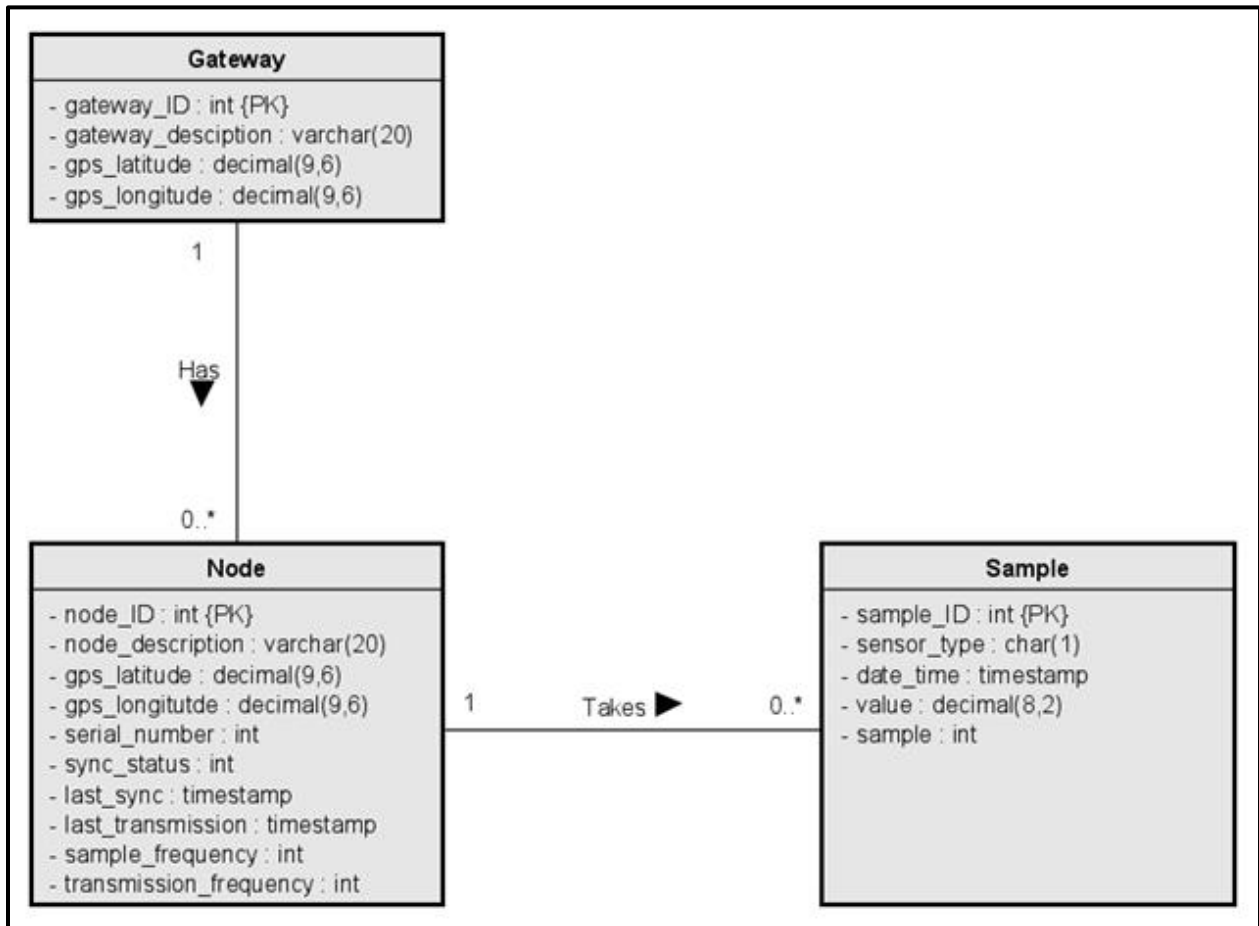 Gateway
- gateway_ID : int {PK}
- gateway_desciption : varchar(20)
- gps_latitude : decimal(9,6)
- gps_longitude : decimal(9,6)
1
Has
0..*
Node
- node_ID : int {PK}
- node_description : varchar(20)
- gps_latitude : decimal(9,6)
- gps_longitutde : decimal(9,6)
- serial_number : int
- sync_status : int
- last_sync : timestamp
- last_transmission : timestamp
- sample_frequency : int
- transmission_frequency : int
1 Takes 0..*
Sample
- sample_ID : int {PK}
- sensor_type : char(1)
- date_time : timestamp
- value : decimal(8,2)
- sample : int